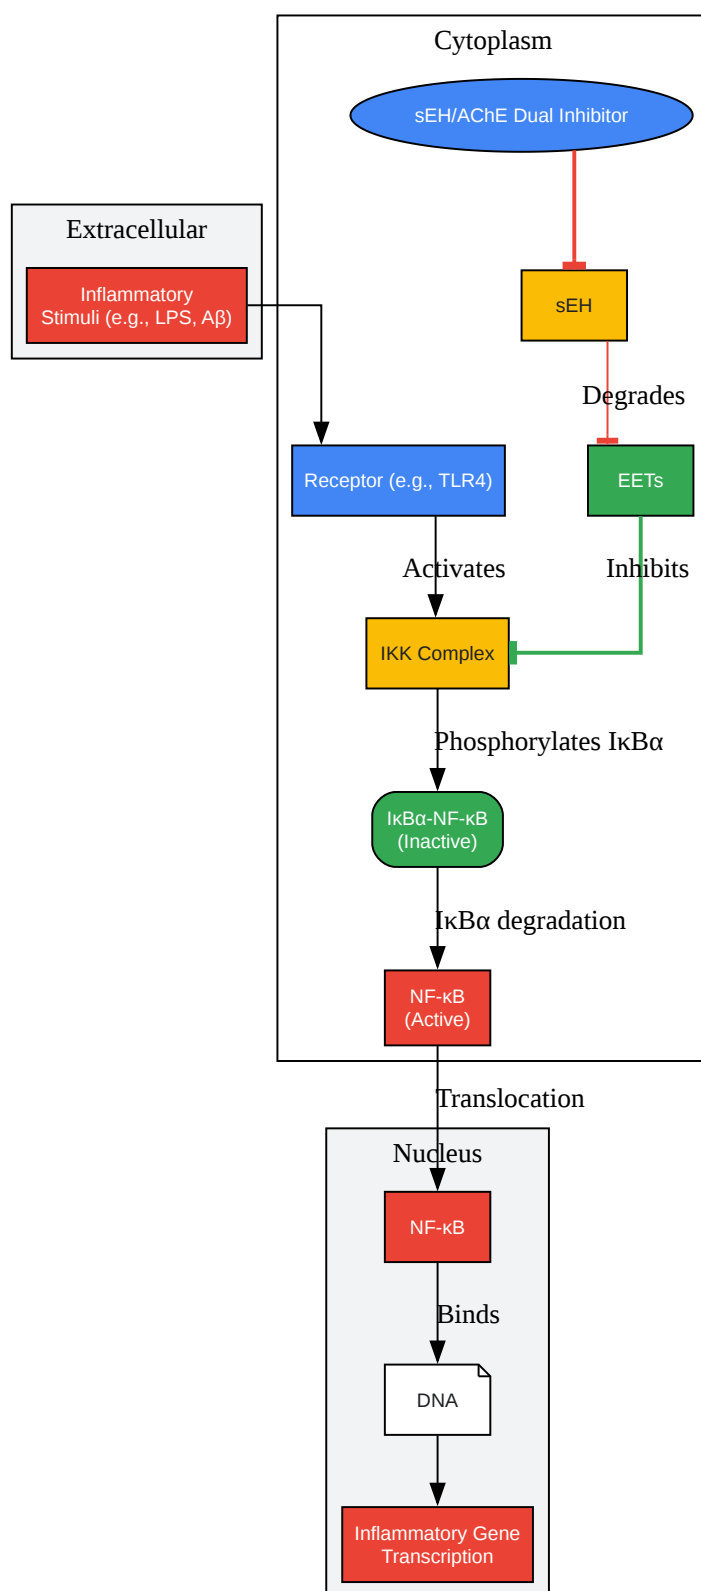 Cytoplasm
sEH/AChE Dual Inhibitor
Extracellular
Inflammatory
Stimuli (e.g., LPS, Aβ)
sEH
Degrades
Receptor (e.g., TLR4)
EETs
Activates
Inhibits
IKK Complex
Phosphorylates IκBα
IκBα-NF-κB
(Inactive)
IκBα degradation
NF-κB
(Active)
Translocation
Nucleus
NF-κB
Binds
DNA
Inflammatory Gene
Transcription